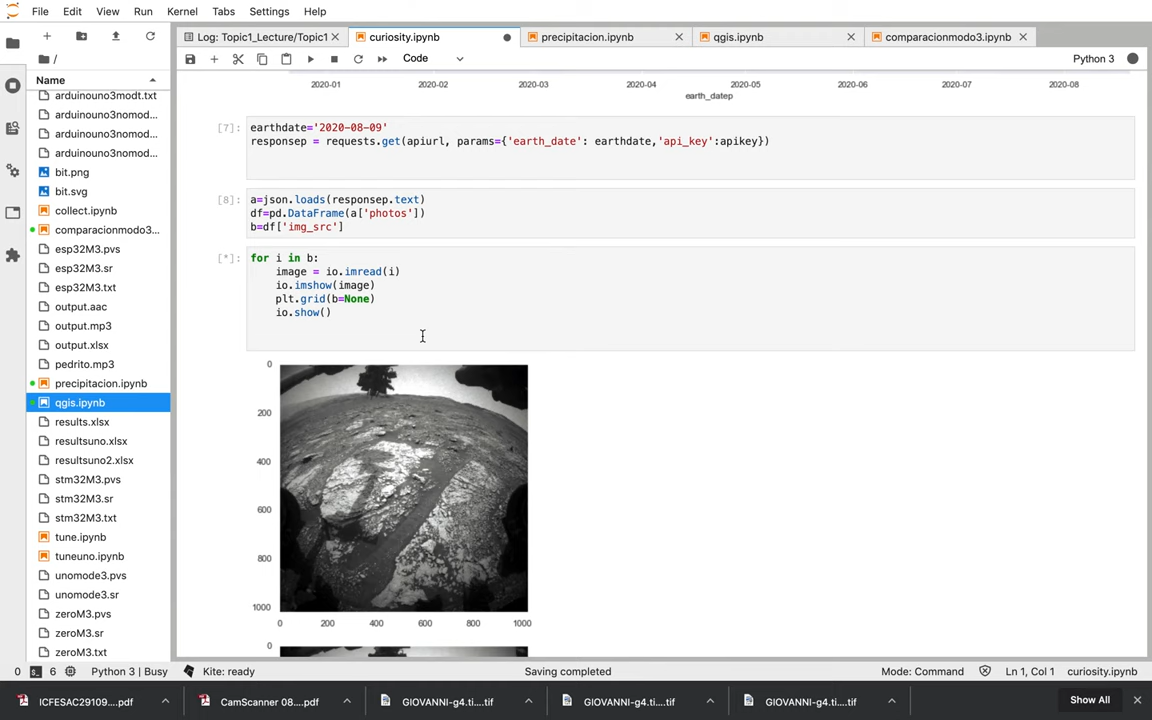 File Edit View Run Kernel Tabs Settings Help
Log: Topic1_Lecture/Topic1
curiosity.ipynb
precipitacion.ipynb
qgis.ipynb
comparacionmodo3.ipynb
/
Code
Python 3
Name
arduinouno3modt.txt
arduinouno3nomod...
arduinouno3nomod...
arduinouno3nomod...
bit.png
bit.svg
collect.ipynb
comparacionmodo3...
esp32M3.pvs
esp32M3.sr
esp32M3.txt
output.aac
output.mp3
output.xlsx
pedrito.mp3
precipitacion.ipynb
qgis.ipynb
results.xlsx
resultsuno.xlsx
resultsuno2.xlsx
stm32M3.pvs
stm32M3.sr
stm32M3.txt
tune.ipynb
tuneuno.ipynb
unomode3.pvs
unomode3.sr
zeroM3.pvs
zeroM3.sr
zeroM3.txt
2020-01 2020-02 2020-03 2020-04 2020-05 2020-06 2020-07 2020-08
earth_datep
[7]: earthdate='2020-08-09'
responsep = requests.get(apiurl, params={'earth_date': earthdate,'api_key':apikey})
[8]: a=json.loads(responsep.text)
df=pd.DataFrame(a['photos'])
b=df['img_src']
[*]: for i in b:
image = io.imread(i)
io.imshow(image)
plt.grid(b=None)
io.show()
0
200
400
600
800
1000
0 200 400 600 800 1000
0
0 6 Python 3 | Busy Kite: ready Saving completed Mode: Command Ln 1, Col 1 curiosity.ipynb
ICFESAC29109....pdf CamScanner 08....pdf GIOVANNI-g4.ti....tif GIOVANNI-g4.ti....tif GIOVANNI-g4.ti....tif Show All